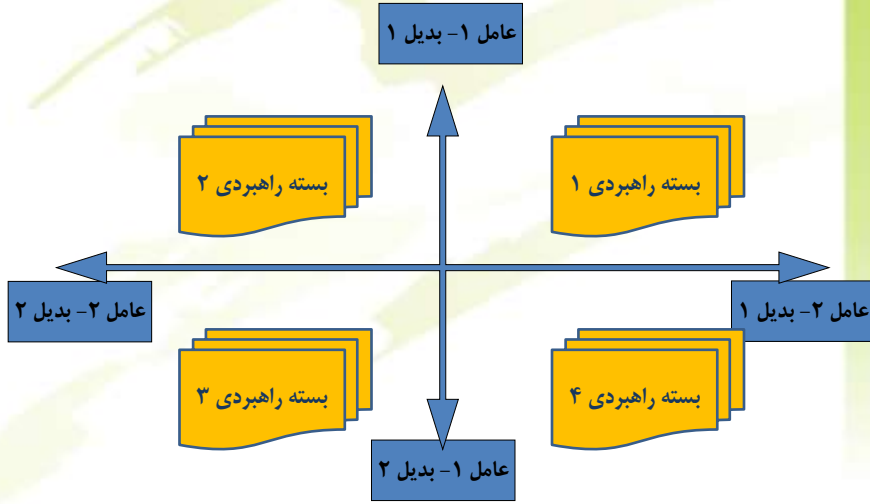 عامل ۱- بدیل ۱
بسته راهبردی ۱
بسته راهبردی ۲
عامل ۲- بدیل ۱
عامل ۲- بدیل ۲
بسته راهبردی ۴
بسته راهبردی ۳
عامل ۱- بدیل ۲